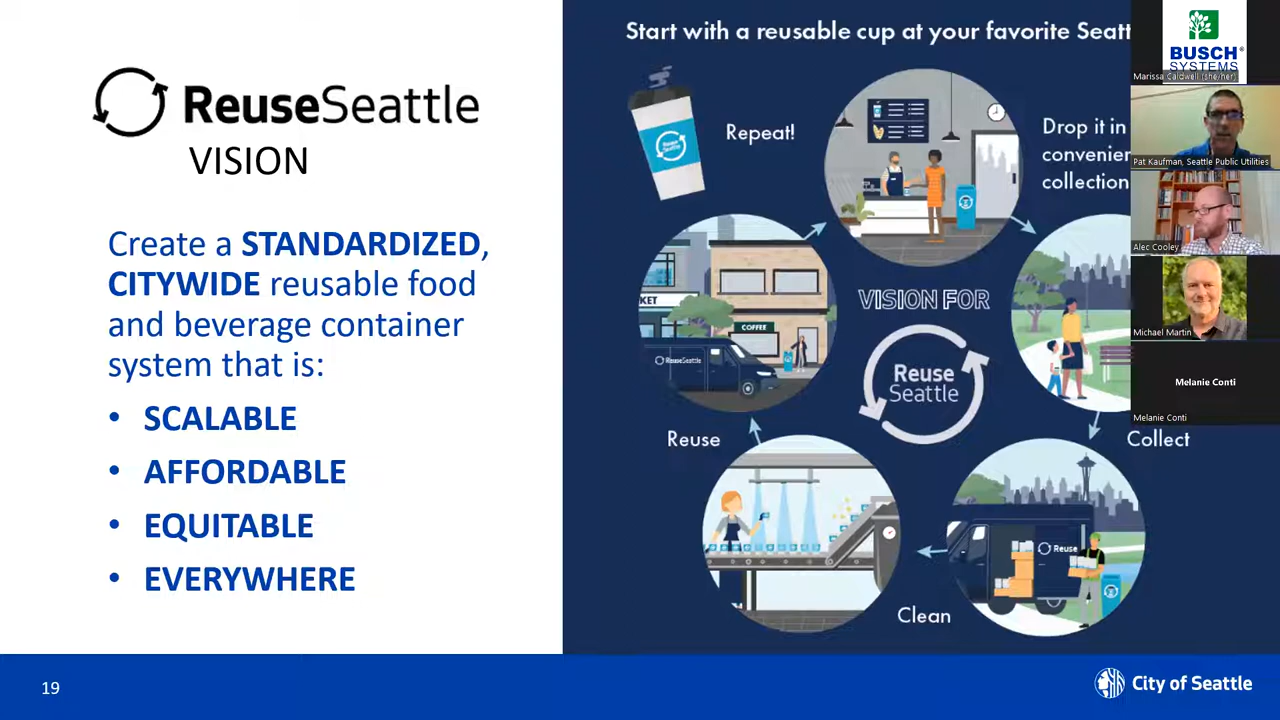 ReuseSeattle
VISION
Create a STANDARDIZED,
CITYWIDE reusable food
and beverage container
system that is:
• SCALABLE
• AFFORDABLE
• EQUITABLE
• EVERYWHERE
19
Start with a reusable cup at your favorite
Repeat!
Drop it in
collection
VISION FOR
Reuse
Seattle
Reuse
Seattle
COFFEE
ReuseSeattle
Reuse
Collect
Reuse
Clean
City of Seattle
BUSCH®
SYSTEMS
Marissa Caldwell (she/her)
Pat Kaufman, Seattle Public Utilities
Alec Cooley
Michael Martin
Melanie Conti
Melanie Conti